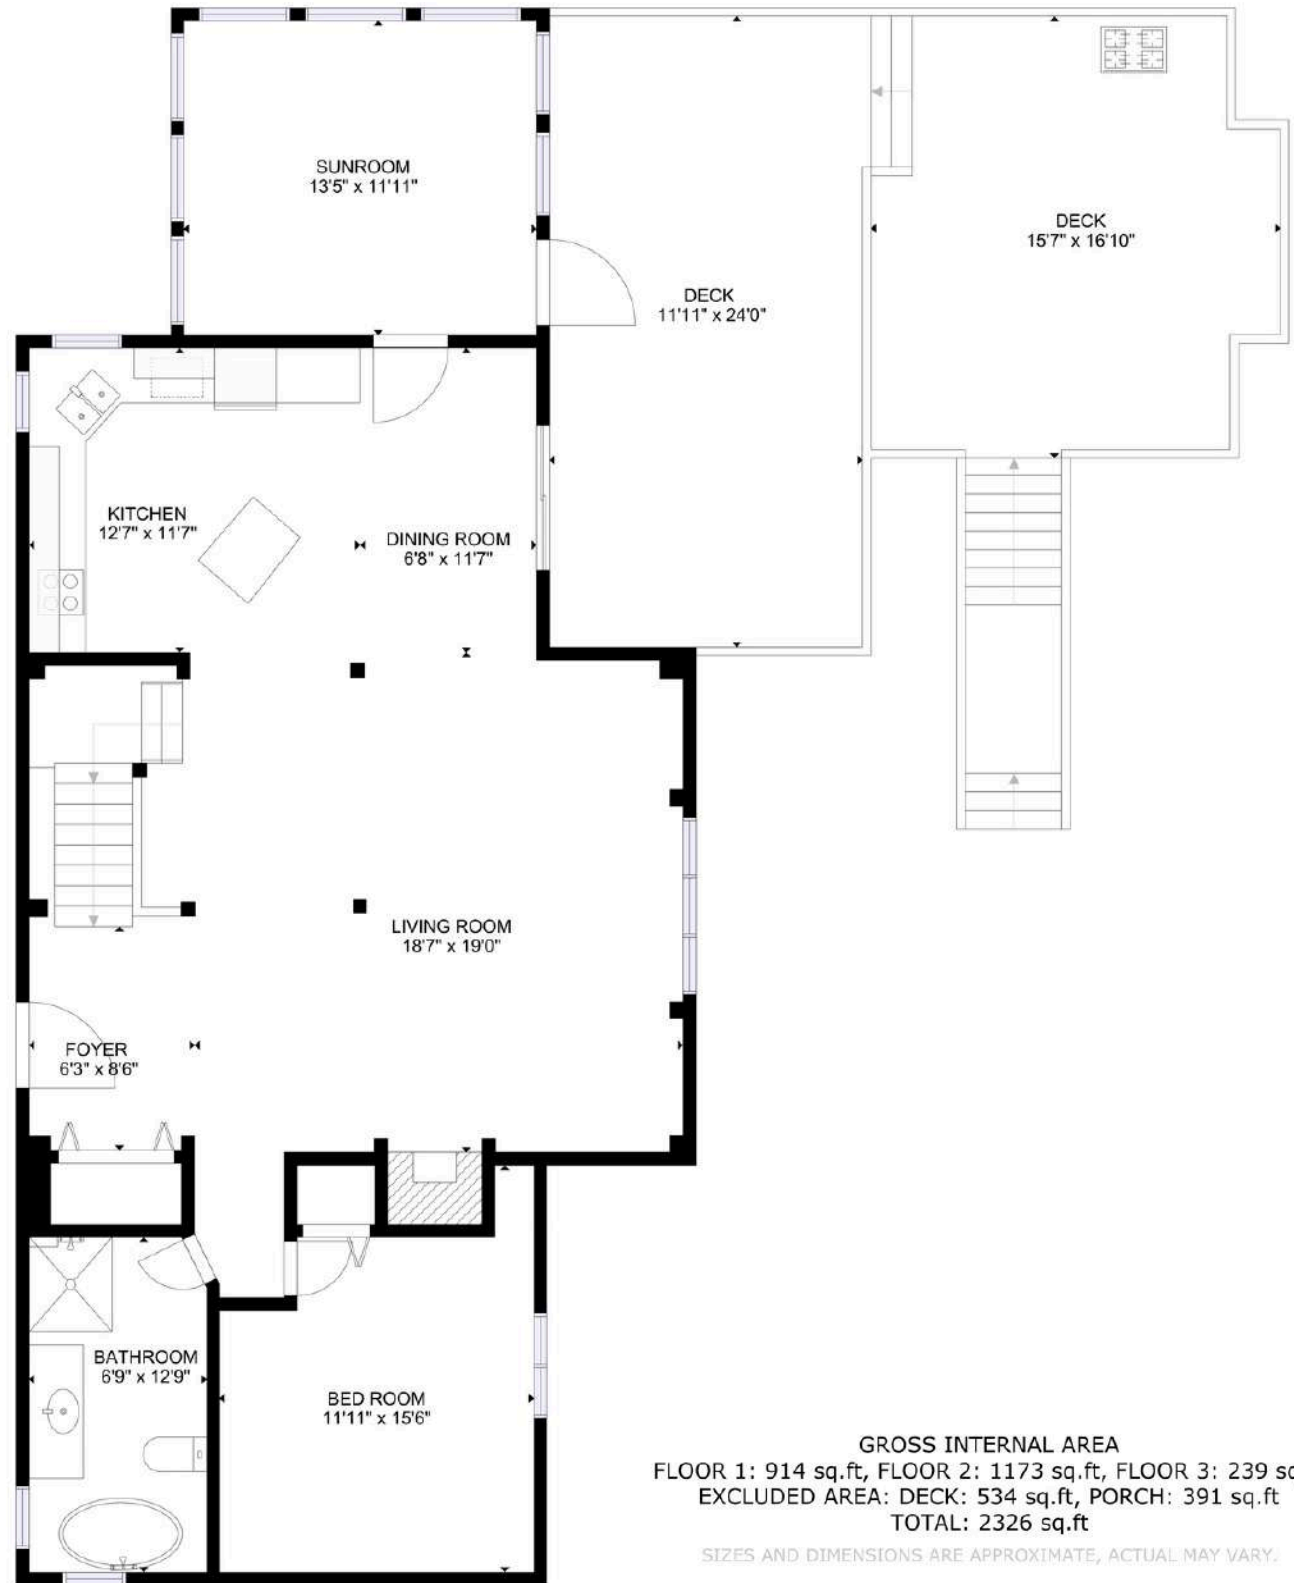 SUNROOM
13'5" x 11'11"
DECK
15'7" x 16'10"
DECK
11'11" x 24'0"
KITCHEN
12'7" x 11'7"
DINING ROOM
6'8" x 11'7"
LIVING ROOM
18'7" x 19'0"
FOYER
6'3" x 8'6"
BATHROOM
6'9" x 12'9"
BED ROOM
11'11" x 15'6"
GROSS INTERNAL AREA
FLOOR 1: 914 sq.ft, FLOOR 2: 1173 sq.ft, FLOOR 3: 239 sq
EXCLUDED AREA: DECK: 534 sq.ft, PORCH: 391 sq.ft
TOTAL: 2326 sq.ft
SIZES AND DIMENSIONS ARE APPROXIMATE, ACTUAL MAY VARY.